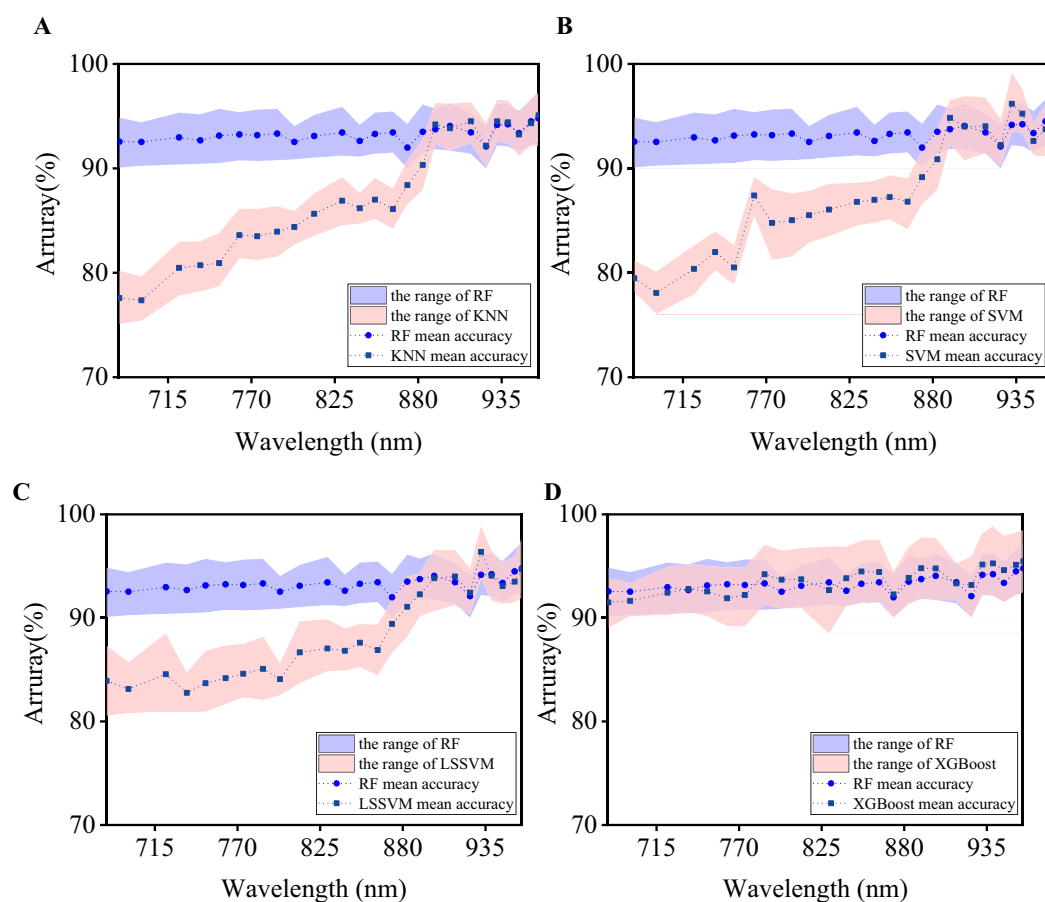 A
Arruray(%)
100
90
80
70
the range of RF
the range of KNN
RF mean accuracy
KNN mean accuracy
715 770 825 880 935
Wavelength (nm)
B
Arruray(%)
100
90
80
70
the range of RF
the range of SVM
RF mean accuracy
SVM mean accuracy
715 770 825 880 935
Wavelength (nm)
C
Arruray(%)
100
90
80
70
the range of RF
the range of LSSVM
RF mean accuracy
LSSVM mean accuracy
715 770 825 880 935
Wavelength (nm)
D
Arruray(%)
100
90
80
70
the range of RF
the range of XGBoost
RF mean accuracy
XGBoost mean accuracy
715 770 825 880 935
Wavelength (nm)